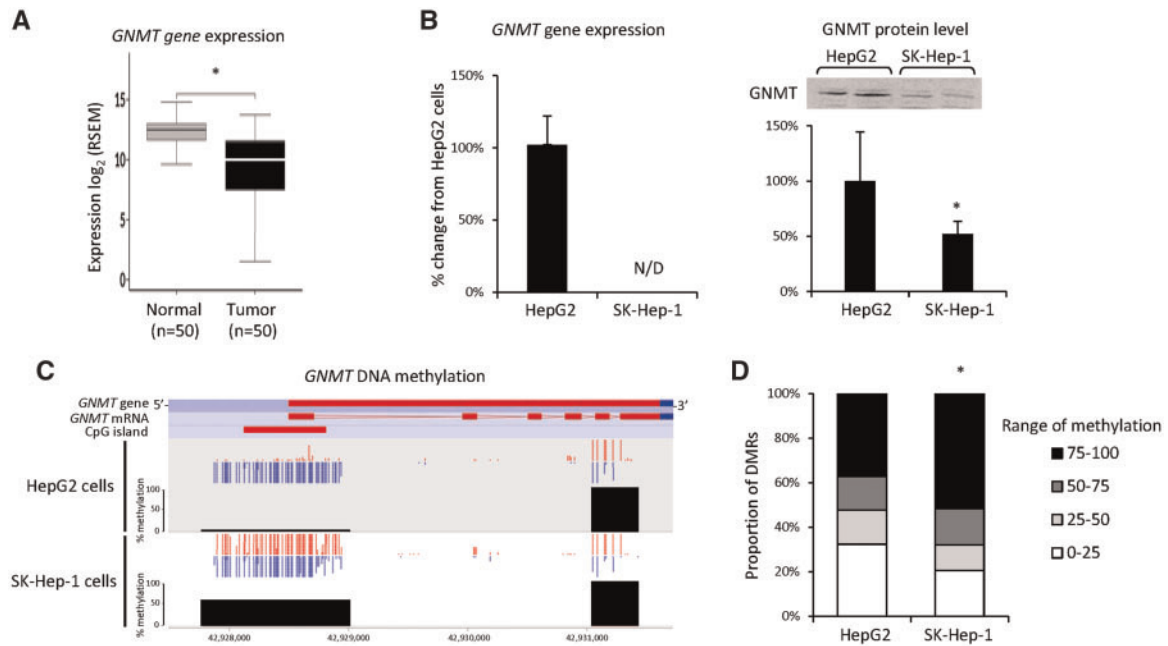 A
GNMT gene expression
*
Expression log2 (RSEM)
15
10
5
0
Normal
(n=50)
Tumor
(n=50)
B
GNMT gene expression
% change from HepG2 cells
150%
100%
50%
0%
N/D
HepG2
SK-Hep-1
GNMT protein level
HepG2
SK-Hep-1
GNMT
150%
100%
50%
0%
*
HepG2
SK-Hep-1
C
GNMT DNA methylation
GNMT gene
5'
-3'
GNMT mRNA
CpG island
HepG2 cells
% methylation
100
50
0
SK-Hep-1 cells
% methylation
100
50
0
42,928,000
42,929,000
42,930,000
42,931,000
D
*
Proportion of DMRs
100%
80%
60%
40%
20%
0%
HepG2
SK-Hep-1
Range of methylation
75-100
50-75
25-50
0-25